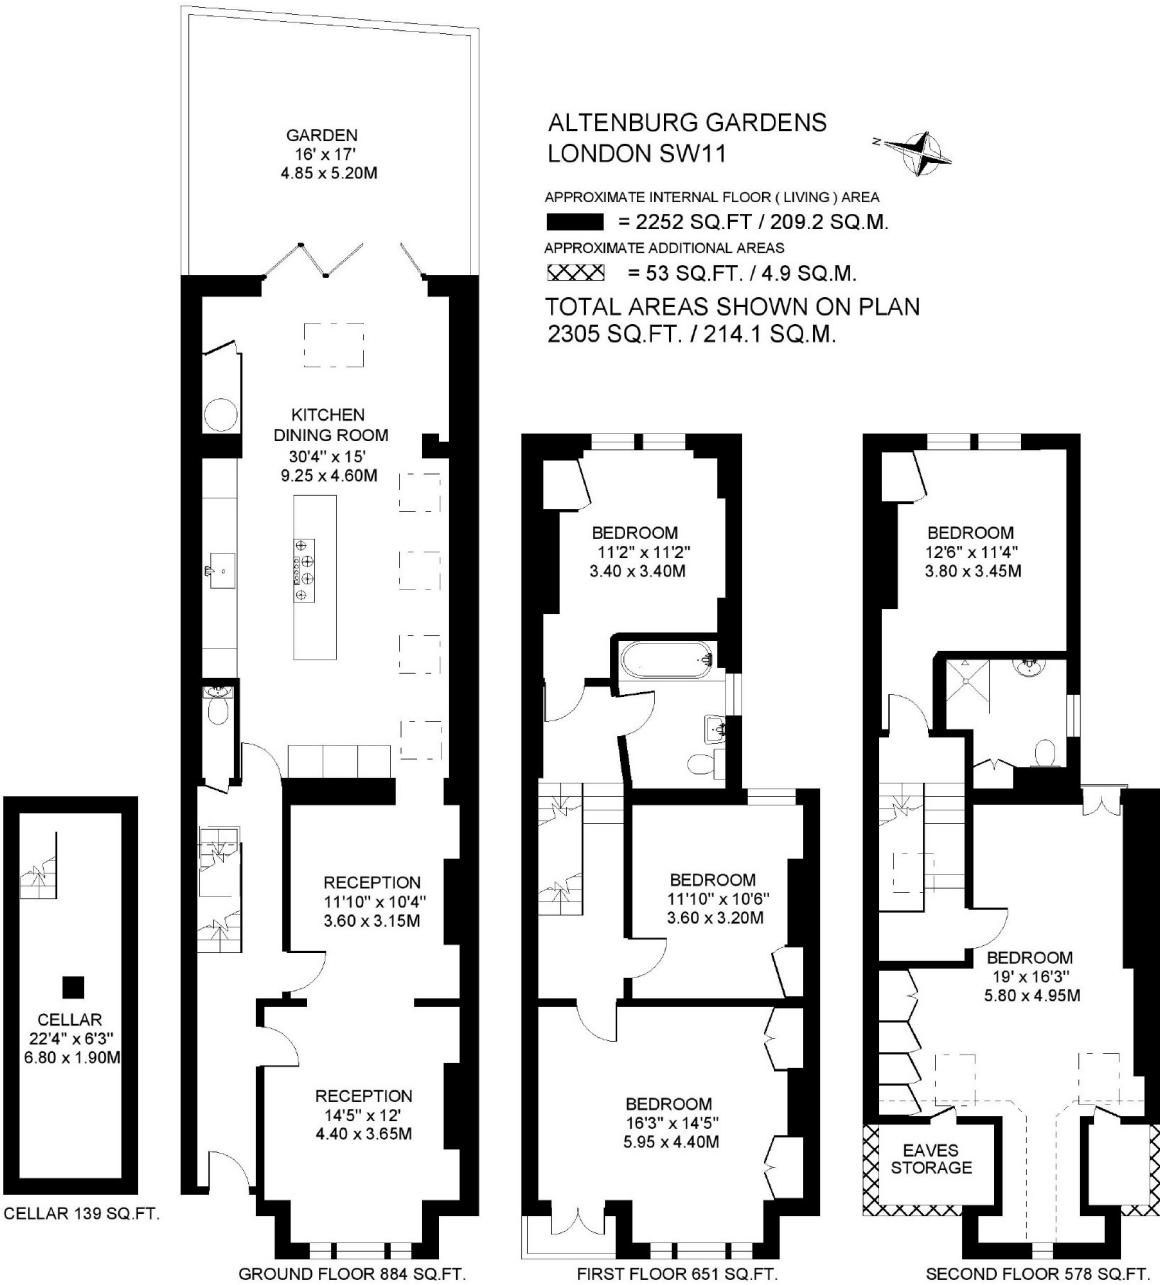 GARDEN
16' x 17'
4.85 x 5.20M
ALTENBURG GARDENS
LONDON SW11
N
APPROXIMATE INTERNAL FLOOR ( LIVING ) AREA
= 2252 SQ.FT / 209.2 SQ.M.
APPROXIMATE ADDITIONAL AREAS
= 53 SQ.FT. / 4.9 SQ.M.
TOTAL AREAS SHOWN ON PLAN
2305 SQ.FT. / 214.1 SQ.M.
KITCHEN
DINING ROOM
30'4" x 15'
9.25 x 4.60M
BEDROOM
11'2" x 11'2"
3.40 x 3.40M
BEDROOM
12'6" x 11'4"
3.80 x 3.45M
RECEPTION
11'10" x 10'4"
3.60 x 3.15M
BEDROOM
11'10" x 10'6"
3.60 x 3.20M
BEDROOM
19' x 16'3"
5.80 x 4.95M
CELLAR
22'4" x 6'3"
6.80 x 1.90M
RECEPTION
14'5" x 12'
4.40 x 3.65M
BEDROOM
16'3" x 14'5"
5.95 x 4.40M
EAVES
STORAGE
CELLAR 139 SQ.FT.
GROUND FLOOR 884 SQ.FT.
FIRST FLOOR 651 SQ.FT.
SECOND FLOOR 578 SQ.FT.